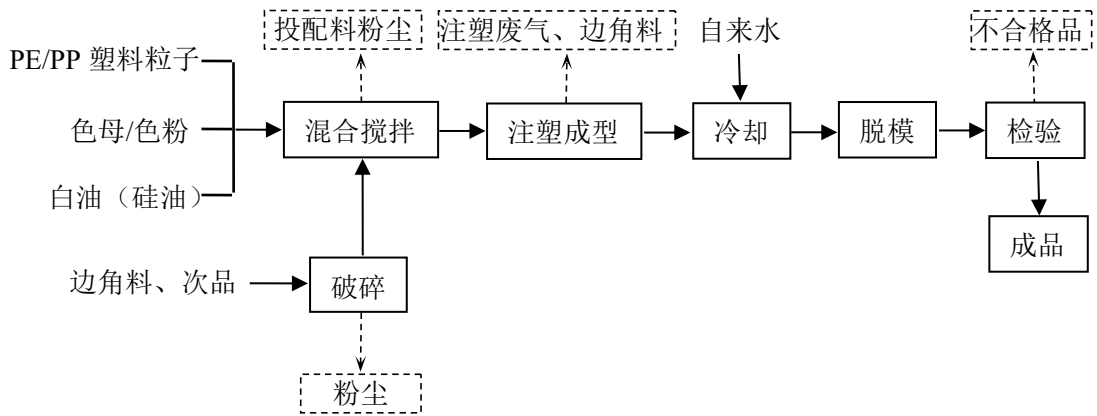 投配料粉尘
注塑废气、边角料
自来水
不合格品
PE/PP 塑料粒子
色母/色粉
混合搅拌
注塑成型
冷却
脱模
检验
白油（硅油）
成品
边角料、次品
破碎
粉尘